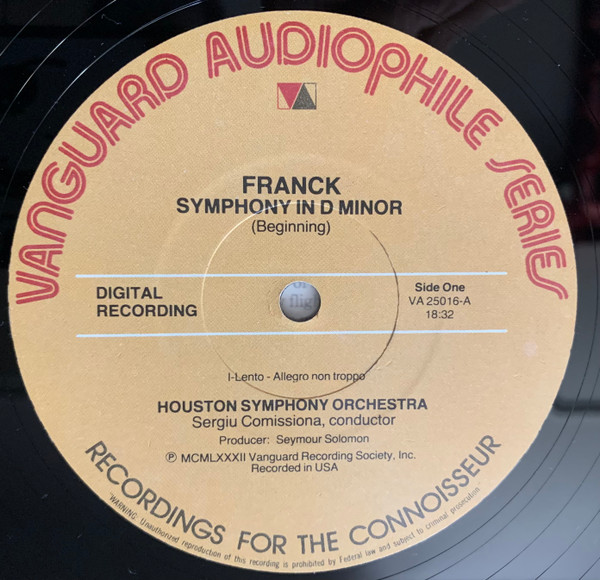 VANGUARD AUDIOPHILE SERIES
VA
FRANCK
SYMPHONY IN D MINOR
(Beginning)
DIGITAL
RECORDING
Side One
VA 25016-A
18:32
flig
I-Lento - Allegro non troppo
HOUSTON SYMPHONY ORCHESTRA
Sergiu Comissiona, conductor
Producer: Seymour Solomon
Ⓟ MCMLXXXII Vanguard Recording Society, Inc.
Recorded in USA
RECORDINGS FOR THE CONNOISSEUR
"WARNING: Unauthorized reproduction of this recording is prohibited by Federal law and subject to criminal prosecution"